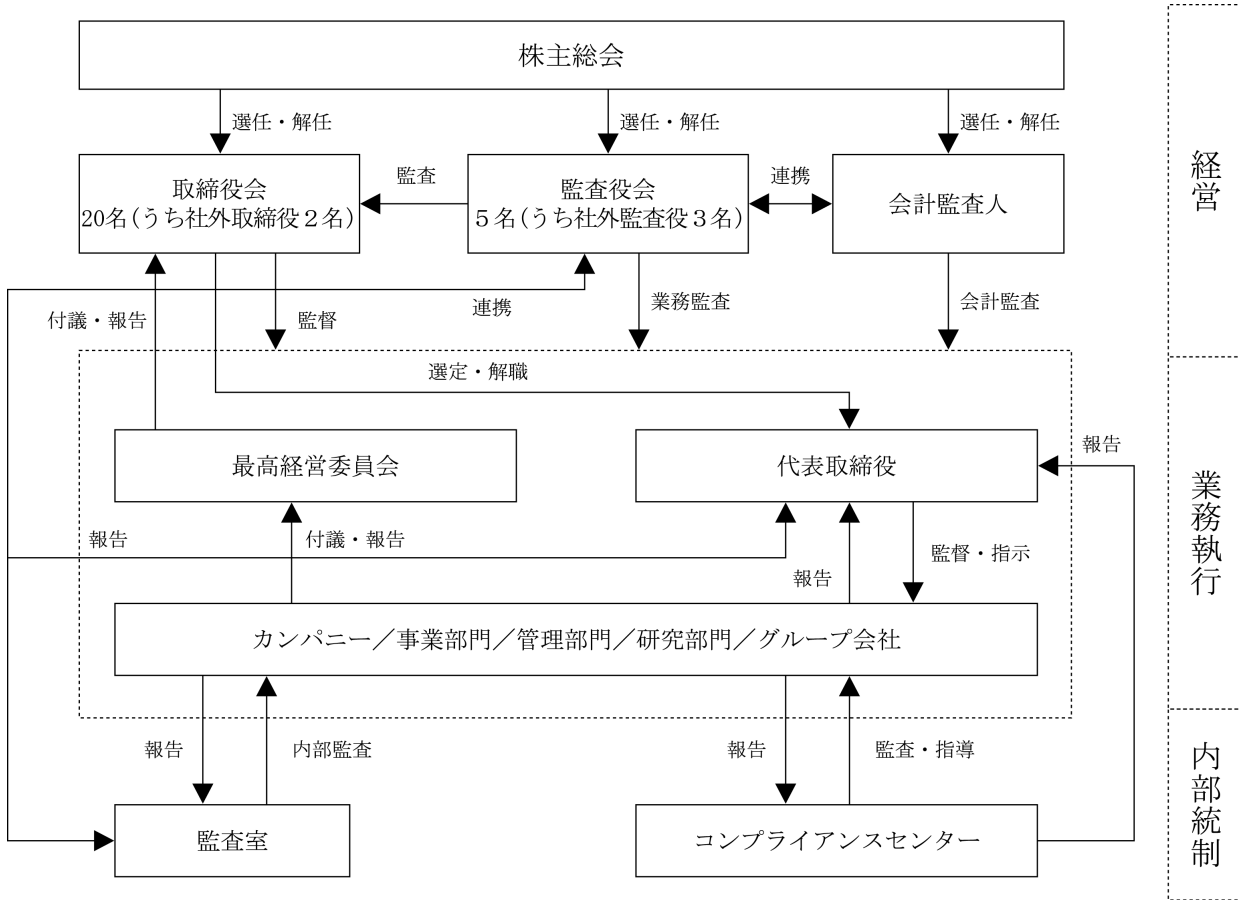 株主総会
選任・解任
選任・解任
選任・解任
取締役会
20名（うち社外取締役２名）
監査
監査役会
５名（うち社外監査役３名）
連携
会計監査人
経営
付議・報告
監督
連携
業務監査
会計監査
選定・解職
最高経営委員会
代表取締役
報告
業務執行
報告
付議・報告
報告
監督・指示
カンパニー／事業部門／管理部門／研究部門／グループ会社
報告
内部監査
報告
監査・指導
内部統制
監査室
コンプライアンスセンター